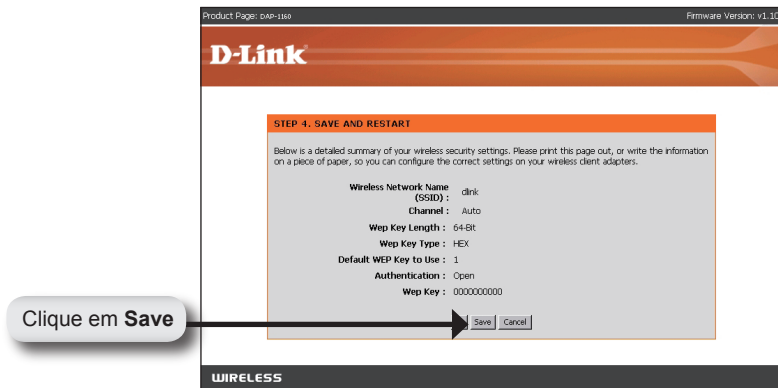 Product Page: DAP-1160 Firmware Version: v1.10
D-Link
STEP 4. SAVE AND RESTART
Below is a detailed summary of your wireless security settings. Please print this page out, or write the information
on a piece of paper, so you can configure the correct settings on your wireless client adapters.
Wireless Network Name
(SSID) : dlink
Channel : Auto
Wep Key Length : 64-Bit
Wep Key Type : HEX
Default WEP Key to Use : 1
Authentication : Open
Wep Key : 0000000000
Clique em Save
Save Cancel
WIRELESS